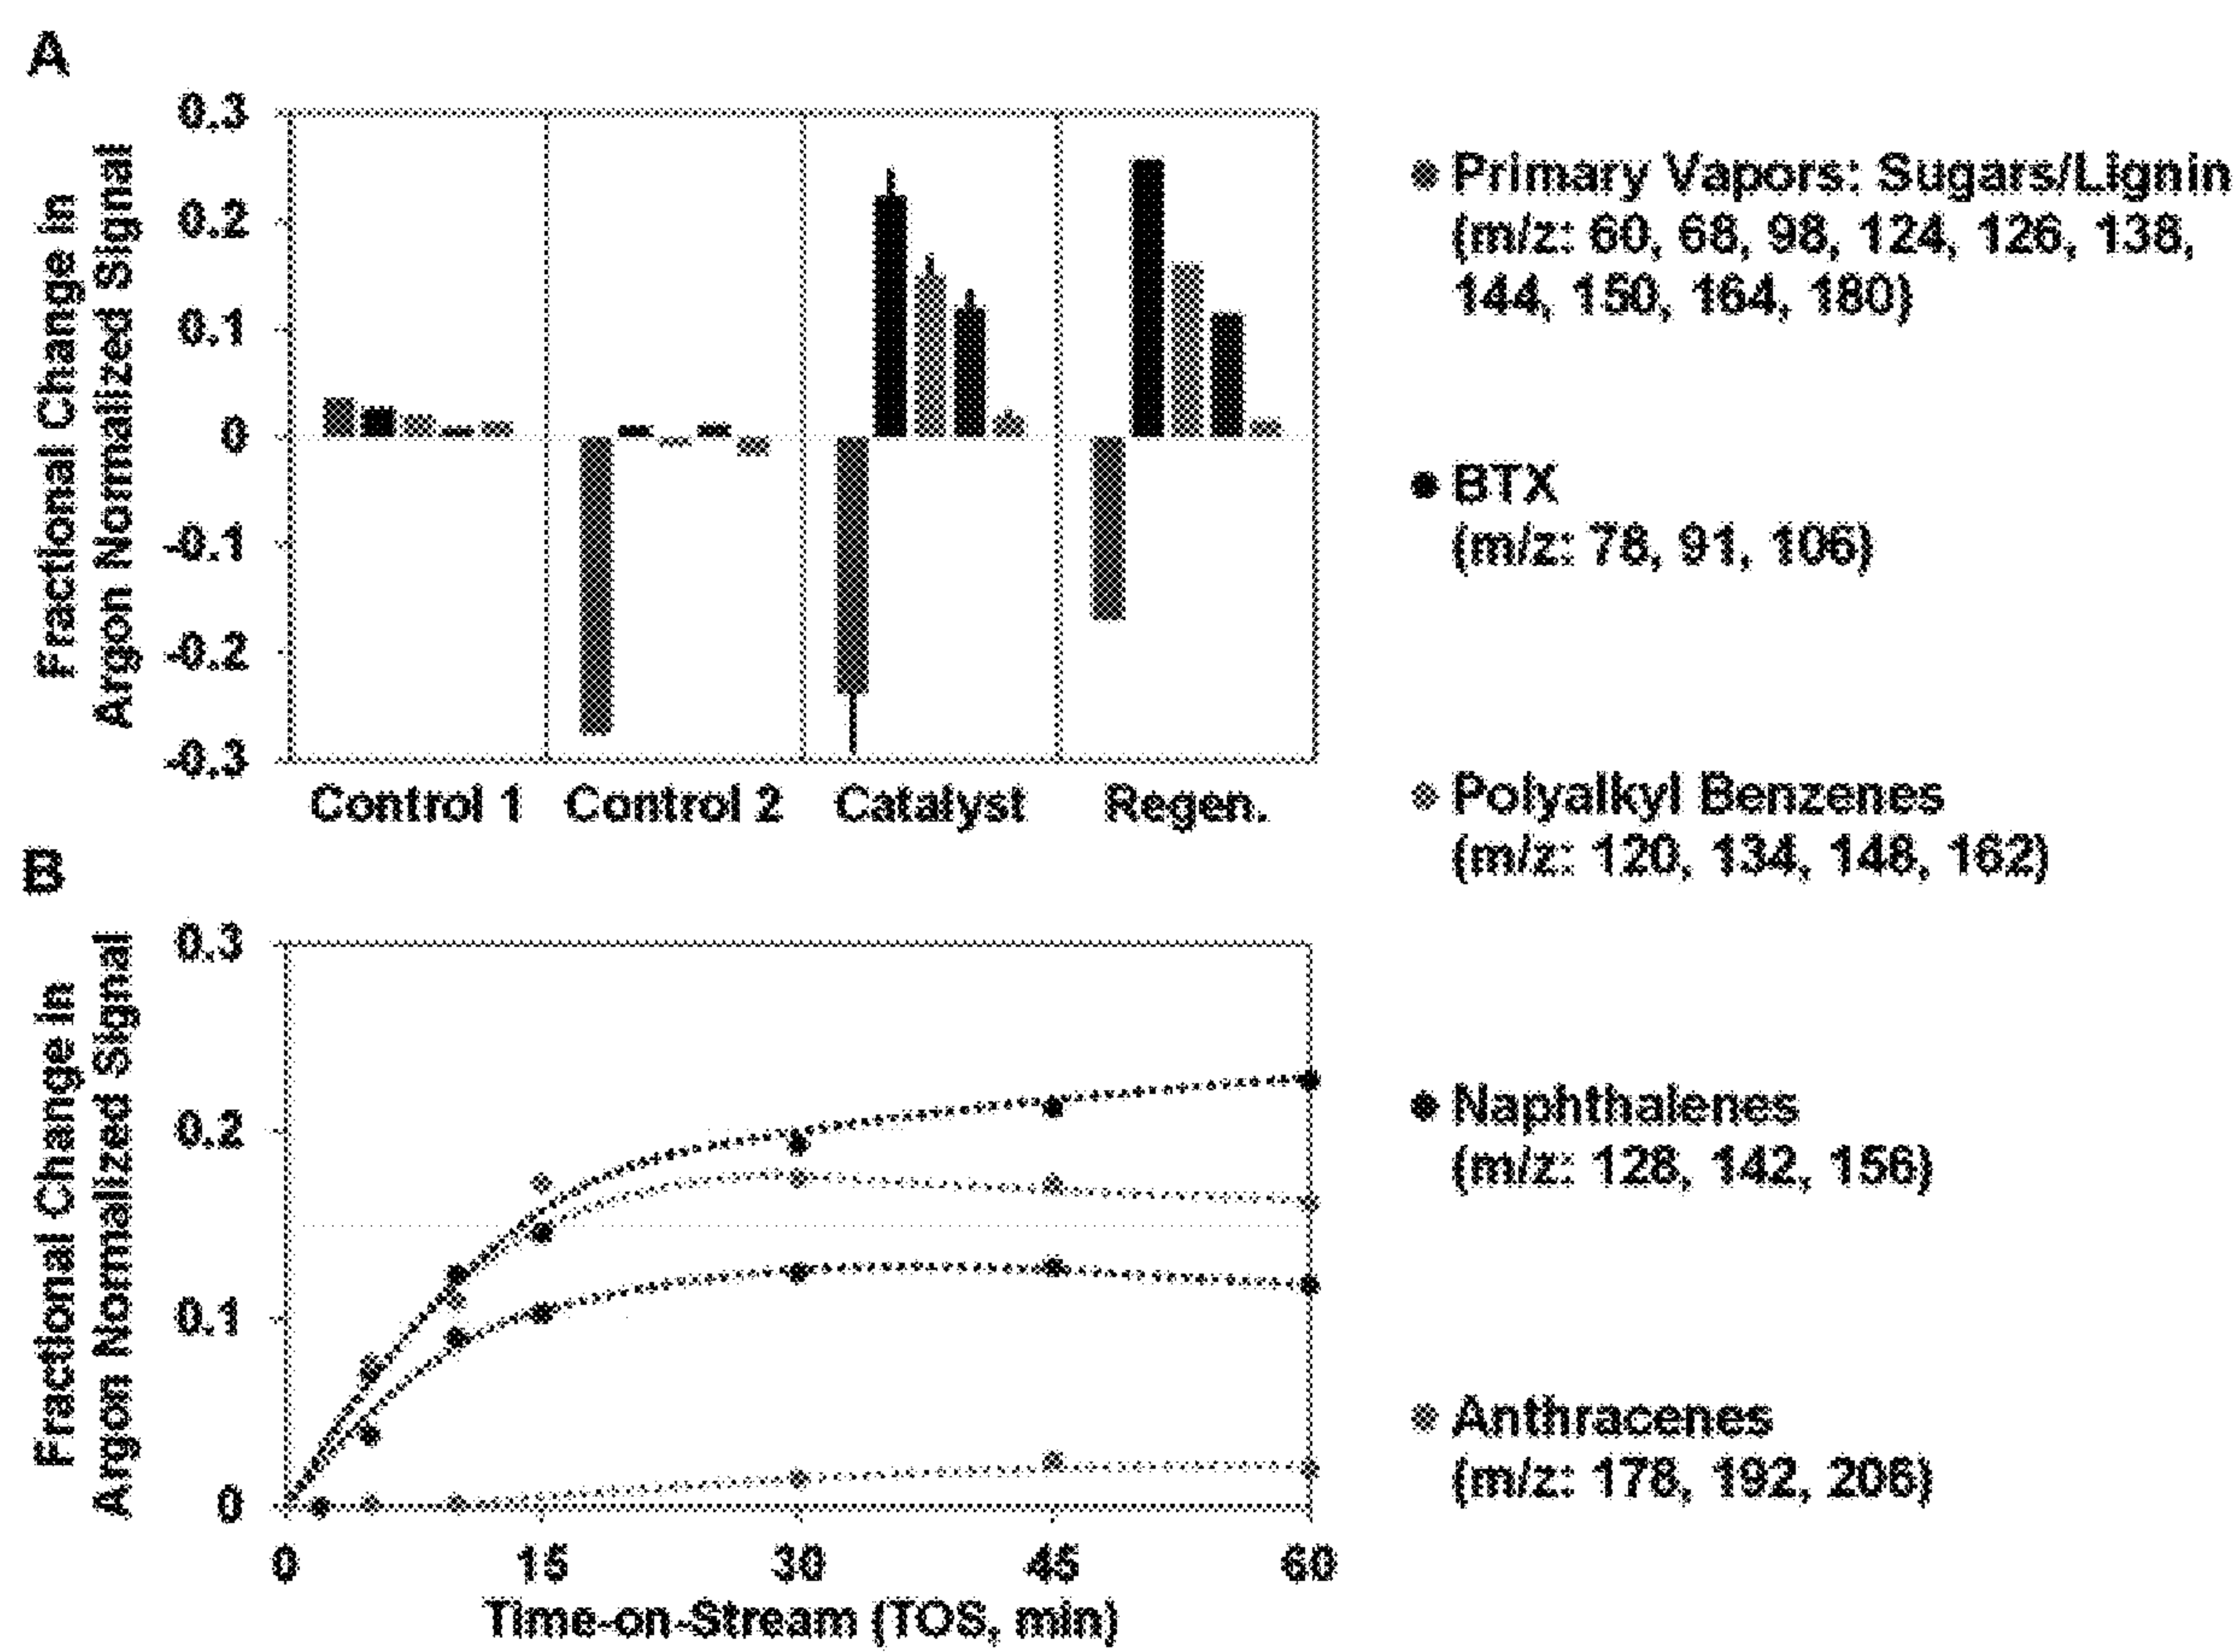 A
0.3
0.2
0.1
0
-0.1
-0.2
-0.3
Fractional Change in
Argon Normalized Signal
Control 1
Control 2
Catalyst
Regen.
B
0.3
0.2
0.1
0
Fractional Change in
Argon Normalized Signal
0
15
30
45
60
Time-on-Stream (TOS, min)
Primary Vapors: Sugars/Lignin
(m/z: 60, 68, 98, 124, 126, 138,
144, 150, 164, 180)
BTX
(m/z: 78, 91, 106)
Polyalkyl Benzenes
(m/z: 120, 134, 148, 162)
Naphthalenes
(m/z: 128, 142, 156)
Anthracenes
(m/z: 178, 192, 206)